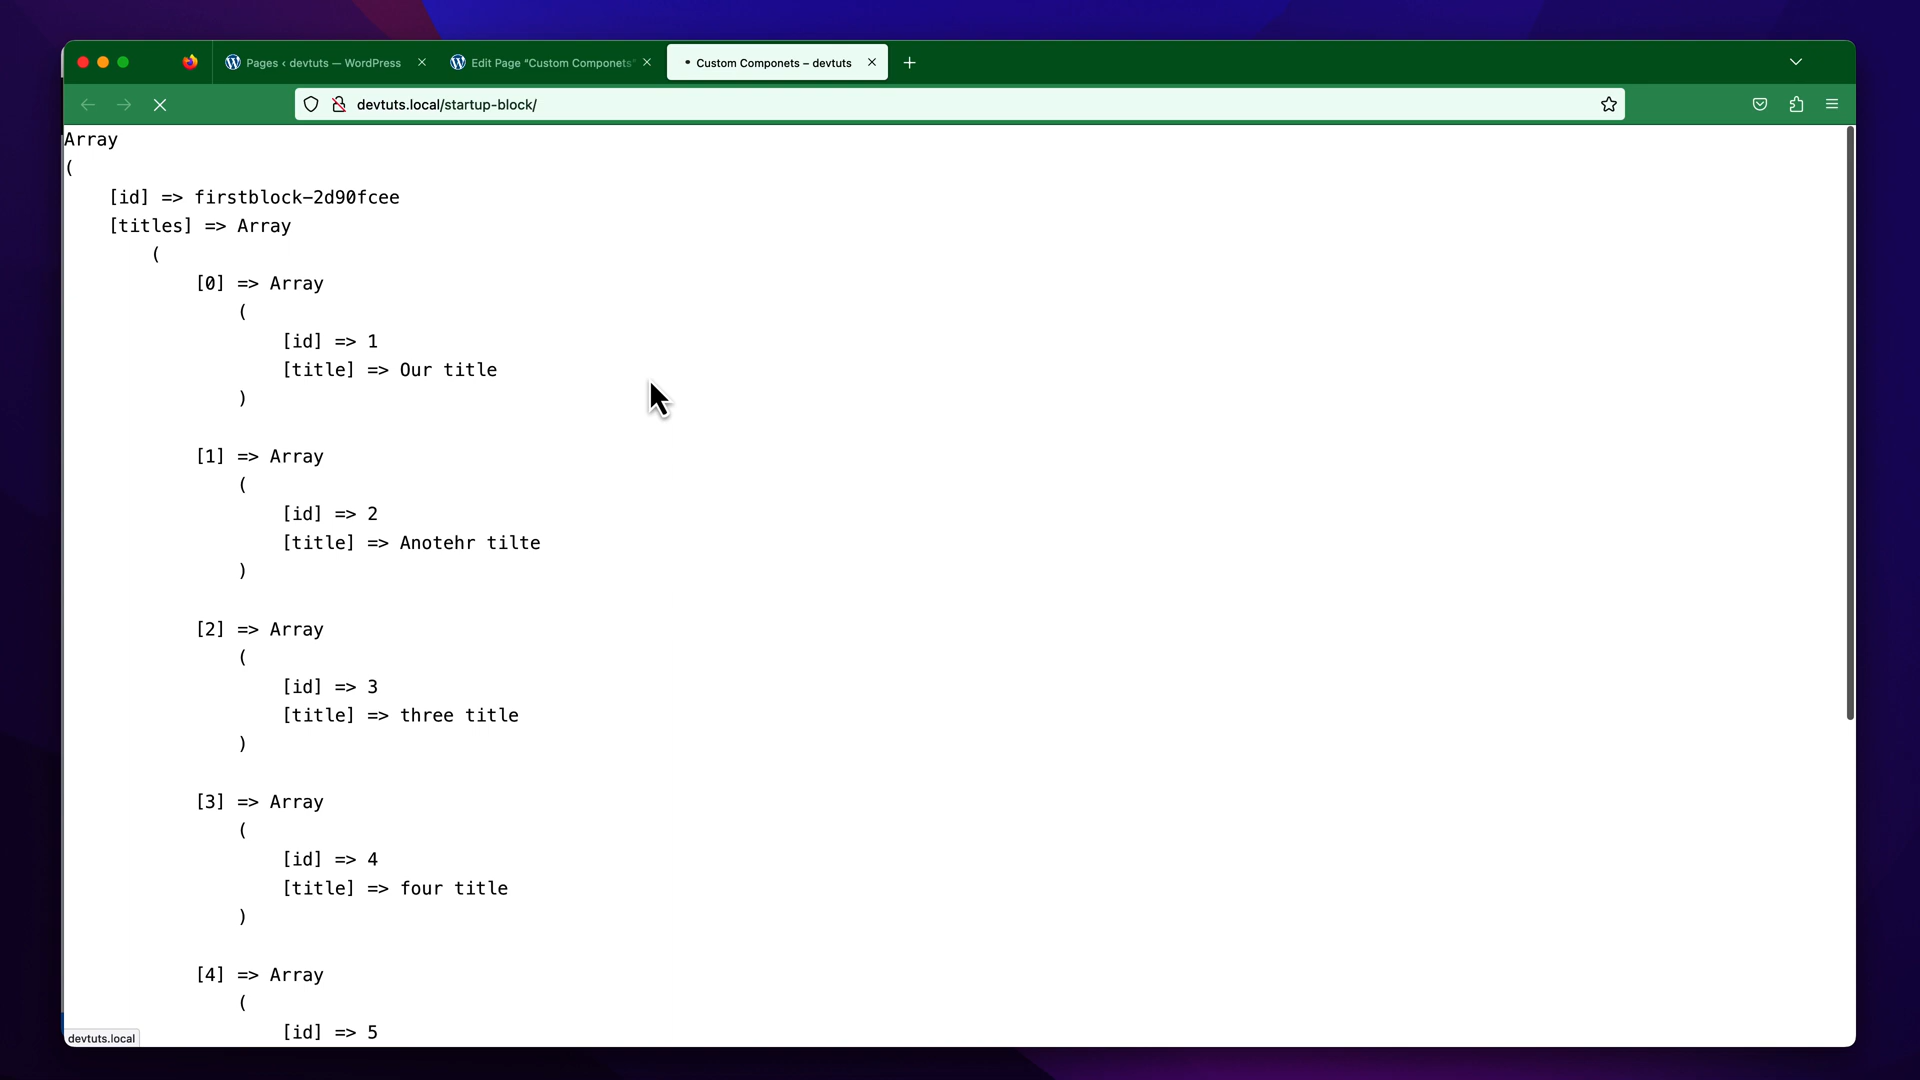 Pages ‹ devtuts — WordPress
Edit Page “Custom Componets”
Custom Componets – devtuts
devtuts.local/startup-block/
Array
(
[id] => firstblock-2d90fcee
[titles] => Array
(
[0] => Array
(
[id] => 1
[title] => Our title
)
[1] => Array
(
[id] => 2
[title] => Anotehr tilte
)
[2] => Array
(
[id] => 3
[title] => three title
)
[3] => Array
(
[id] => 4
[title] => four title
)
[4] => Array
(
[id] => 5
devtuts.local